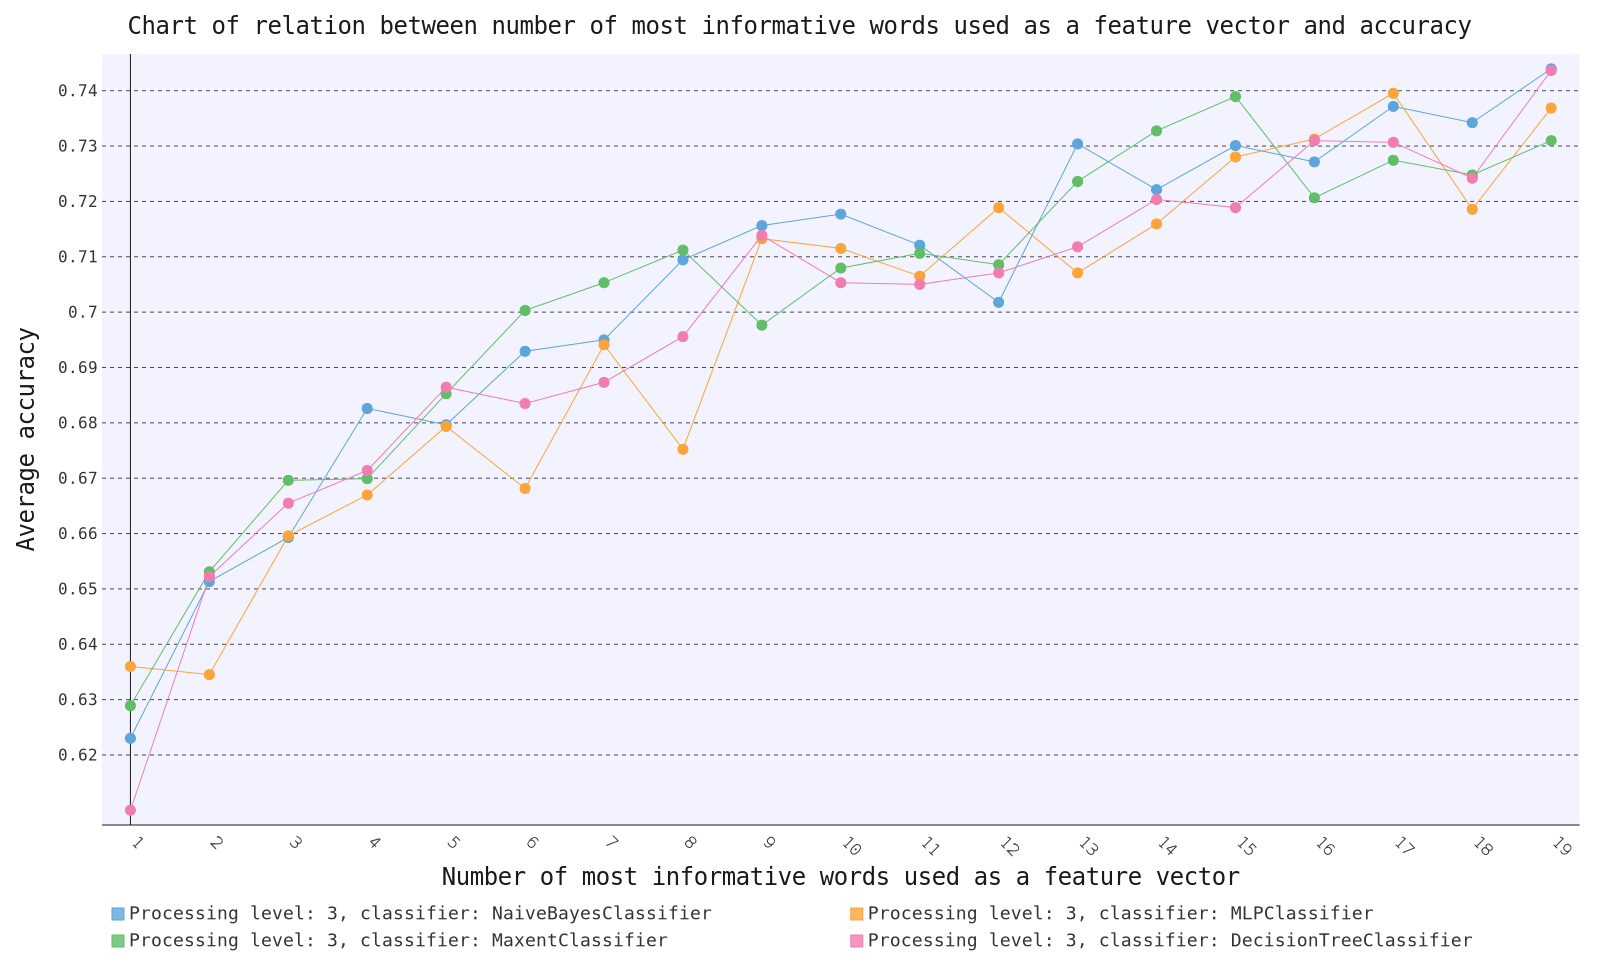 Chart of relation between number of most informative words used as a feature vector and accuracy
Average accuracy
0.74
0.73
0.72
0.71
0.7
0.69
0.68
0.67
0.66
0.65
0.64
0.63
0.62
1 2 3 4 5 6 7 8 9 10 11 12 13 14 15 16 17 18 19
Number of most informative words used as a feature vector
Processing level: 3, classifier: NaiveBayesClassifier
Processing level: 3, classifier: MLPClassifier
Processing level: 3, classifier: MaxentClassifier
Processing level: 3, classifier: DecisionTreeClassifier